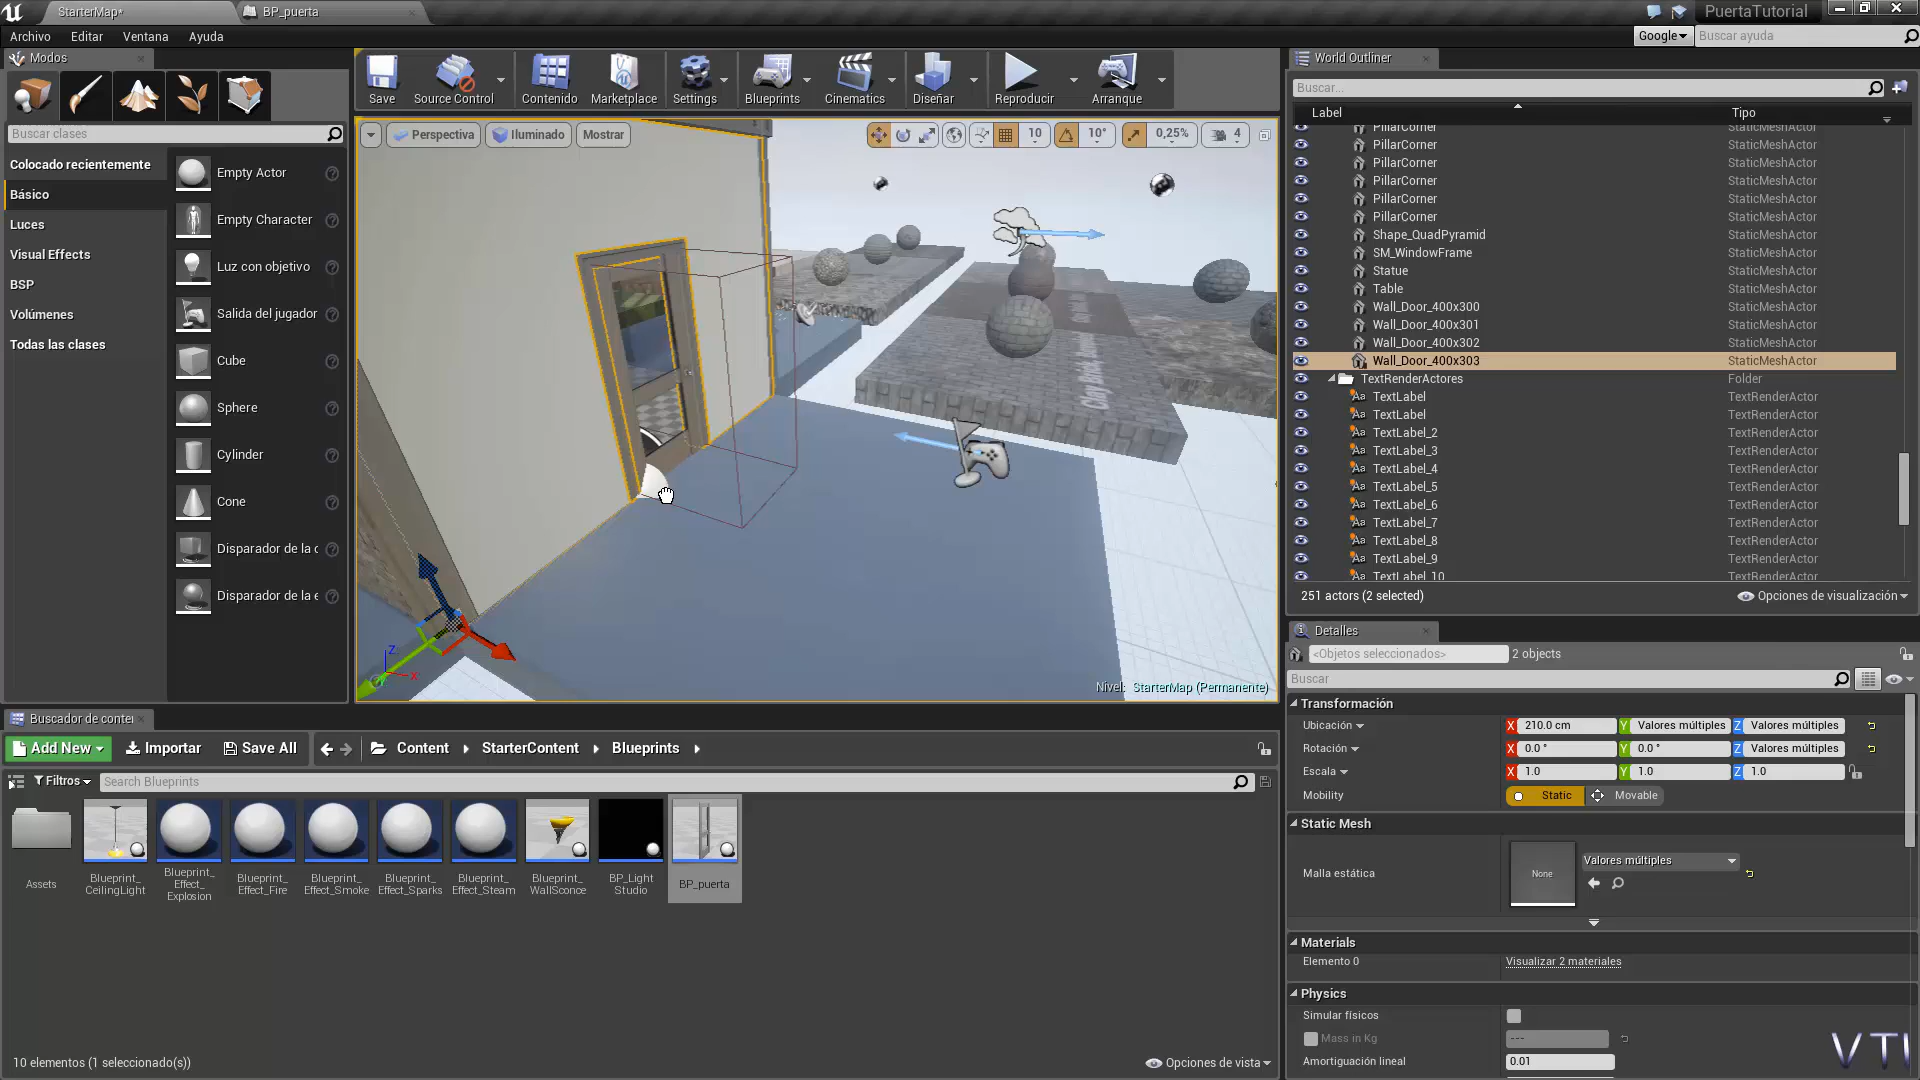 StarterMap*
BP_puerta
PuertaTutorial
Archivo
Editar
Ventana
Ayuda
Google
Buscar ayuda
Modos
Buscar clases
Colocado recientemente
Básico
Luces
Visual Effects
BSP
Volúmenes
Todas las clases
Empty Actor
Empty Character
Luz con objetivo
Salida del jugador
Cube
Sphere
Cylinder
Cone
Disparador de la c
Disparador de la e
Save
Source Control
Contenido
Marketplace
Settings
Blueprints
Cinematics
Diseñar
Reproducir
Arranque
Perspectiva
Iluminado
Mostrar
10
10°
0,25%
4
Z
X
Nivel: StarterMap (Permanente)
World Outliner
Buscar...
Label
Tipo
PillarCorner StaticMeshActor
PillarCorner StaticMeshActor
PillarCorner StaticMeshActor
PillarCorner StaticMeshActor
PillarCorner StaticMeshActor
PillarCorner StaticMeshActor
Shape_QuadPyramid StaticMeshActor
SM_WindowFrame StaticMeshActor
Statue StaticMeshActor
Table StaticMeshActor
Wall_Door_400x300 StaticMeshActor
Wall_Door_400x301 StaticMeshActor
Wall_Door_400x302 StaticMeshActor
Wall_Door_400x303 StaticMeshActor
TextRenderActores Folder
TextLabel TextRenderActor
TextLabel TextRenderActor
TextLabel_2 TextRenderActor
TextLabel_3 TextRenderActor
TextLabel_4 TextRenderActor
TextLabel_5 TextRenderActor
TextLabel_6 TextRenderActor
TextLabel_7 TextRenderActor
TextLabel_8 TextRenderActor
TextLabel_9 TextRenderActor
TextLabel_10 TextRenderActor
251 actors (2 selected)
Opciones de visualización
Detalles
<Objetos seleccionados>
2 objects
Buscar
Transformación
Ubicación X 210.0 cm Y Valores múltiples Z Valores múltiples
Rotación X 0.0 ° Y 0.0 ° Z Valores múltiples
Escala X 1.0 Y 1.0 Z 1.0
Mobility Static Movable
Static Mesh
Malla estática
None
Valores múltiples
Materials
Elemento 0
Visualizar 2 materiales
Physics
Simular físicos
Mass in Kg ---
Amortiguación lineal 0.01
VTI
Buscador de conter
Add New
Importar
Save All
Content
StarterContent
Blueprints
Filtros
Search Blueprints
Assets
Blueprint_
CeilingLight
Blueprint_
Effect_
Explosion
Blueprint_
Effect_Fire
Blueprint_
Effect_Smoke
Blueprint_
Effect_Sparks
Blueprint_
Effect_Steam
Blueprint_
WallSconce
BP_Light
Studio
BP_puerta
10 elementos (1 seleccionado(s))
Opciones de vista